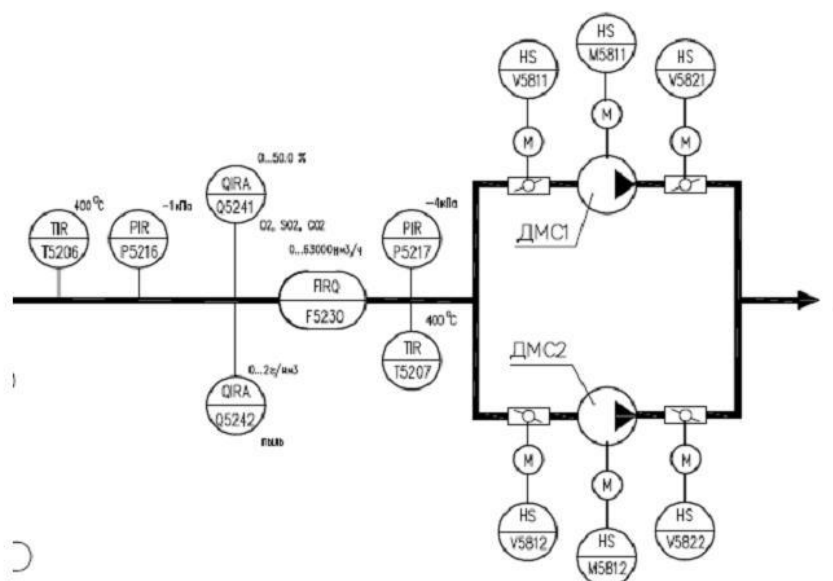 HS
M5811
HS
V5811
HS
V5821
M
M
M
0...50.0 %
QIRA
Q5241
O2, SO2, CO2
400°C
TIR
T5206
-1кПа
PIR
P5216
0...63000нм3/ч
FIRQ
F5230
-4кПа
PIR
P5217
ДМС1
400°C
TIR
T5207
ДМС2
0...2г/нм3
QIRA
Q5242
пыль
M
M
M
HS
V5812
HS
M5812
HS
V5822